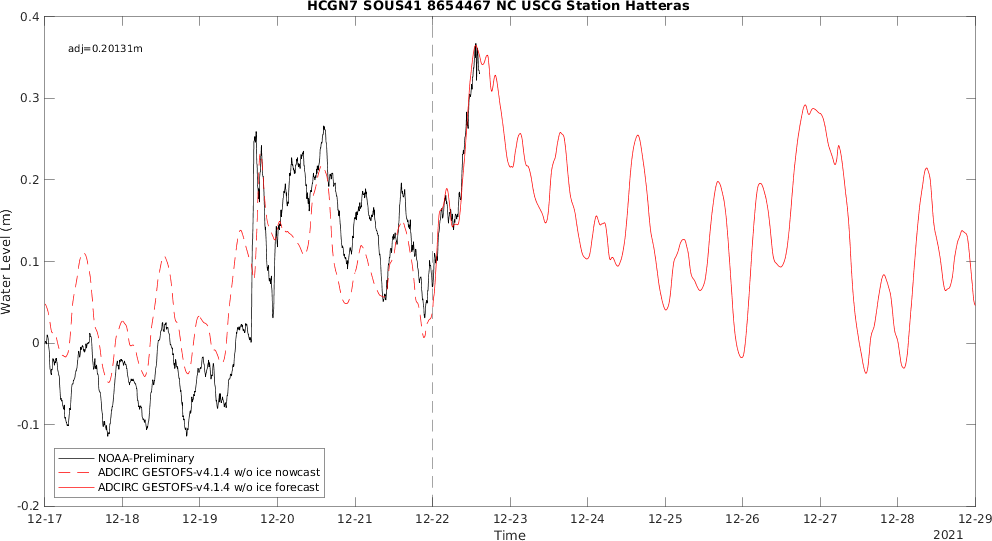 HCGN7 SOUS41 8654467 NC USCG Station Hatteras
adj=0.20131m
0.4
0.3
0.2
0.1
0
-0.1
-0.2
Water Level (m)
NOAA-Preliminary
ADCIRC GESTOFS-v4.1.4 w/o ice nowcast
ADCIRC GESTOFS-v4.1.4 w/o ice forecast
12-17 12-18 12-19 12-20 12-21 12-22 12-23 12-24 12-25 12-26 12-27 12-28 12-29
Time
2021